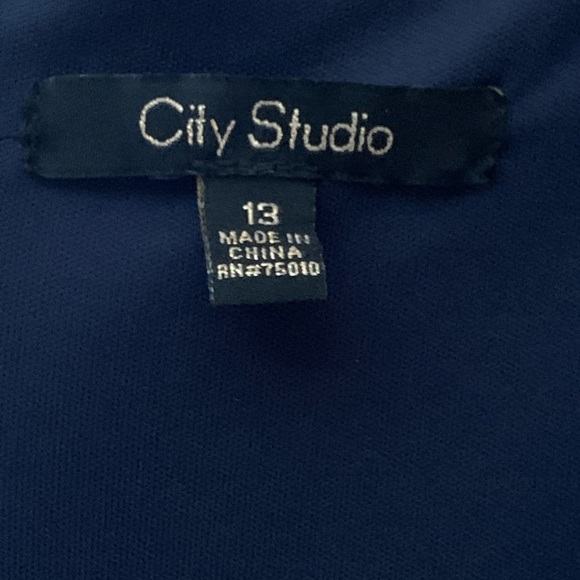 City Studio
13
MADE IN
CHINA
RN#75010